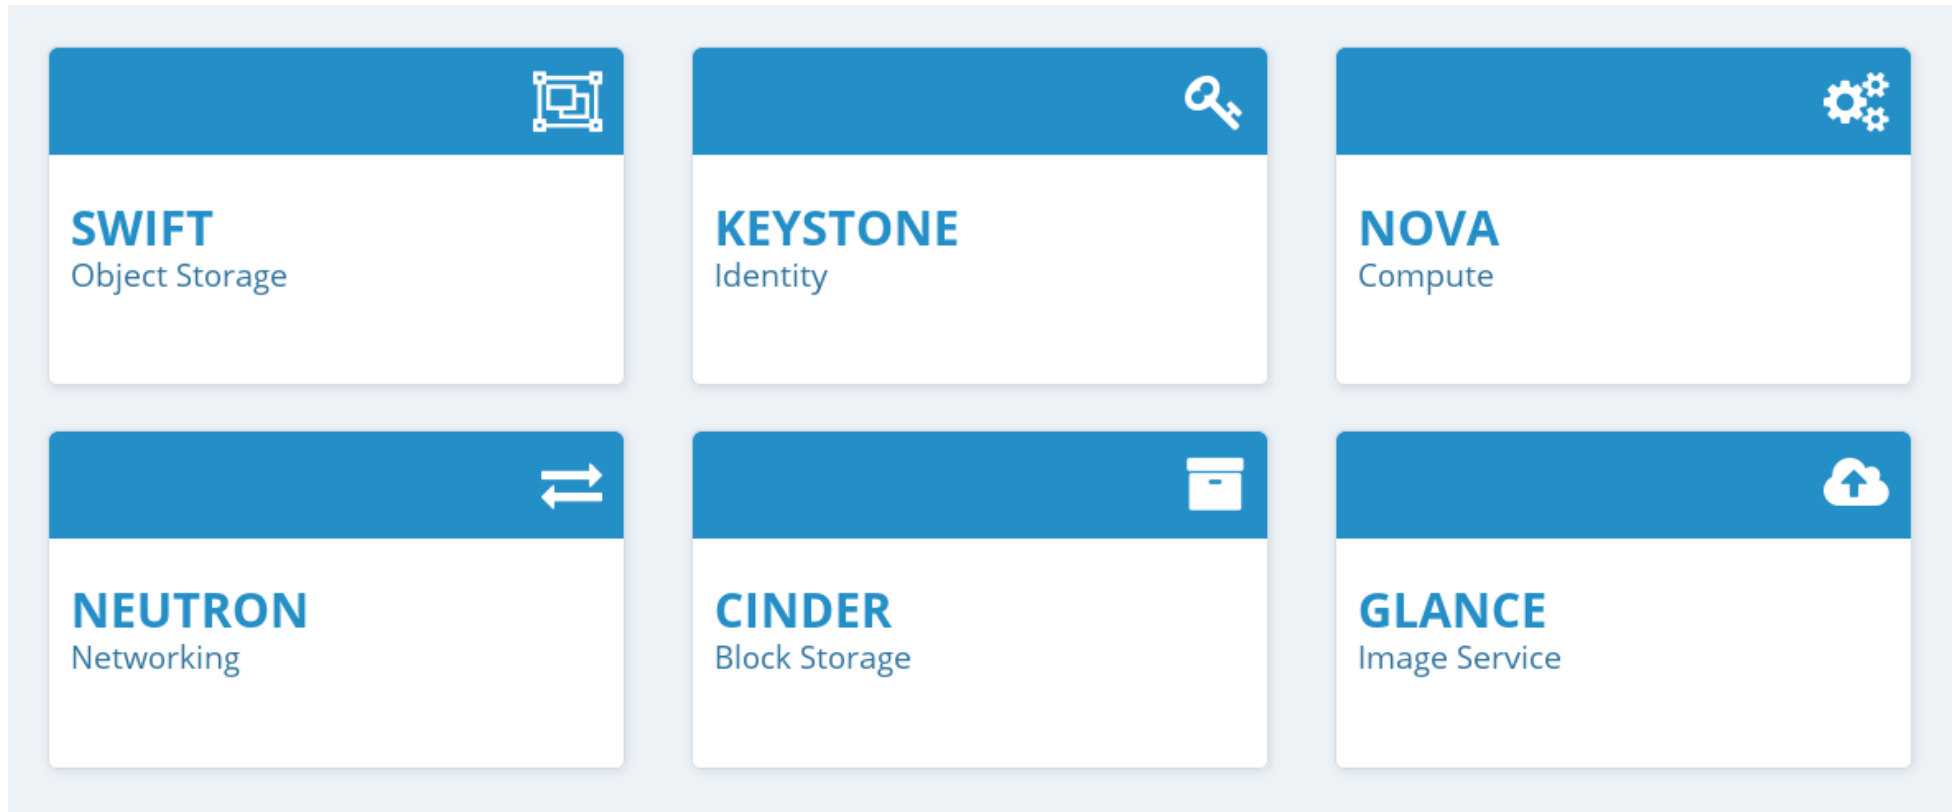 SWIFT
Object Storage
KEYSTONE
Identity
NOVA
Compute
NEUTRON
Networking
CINDER
Block Storage
GLANCE
Image Service